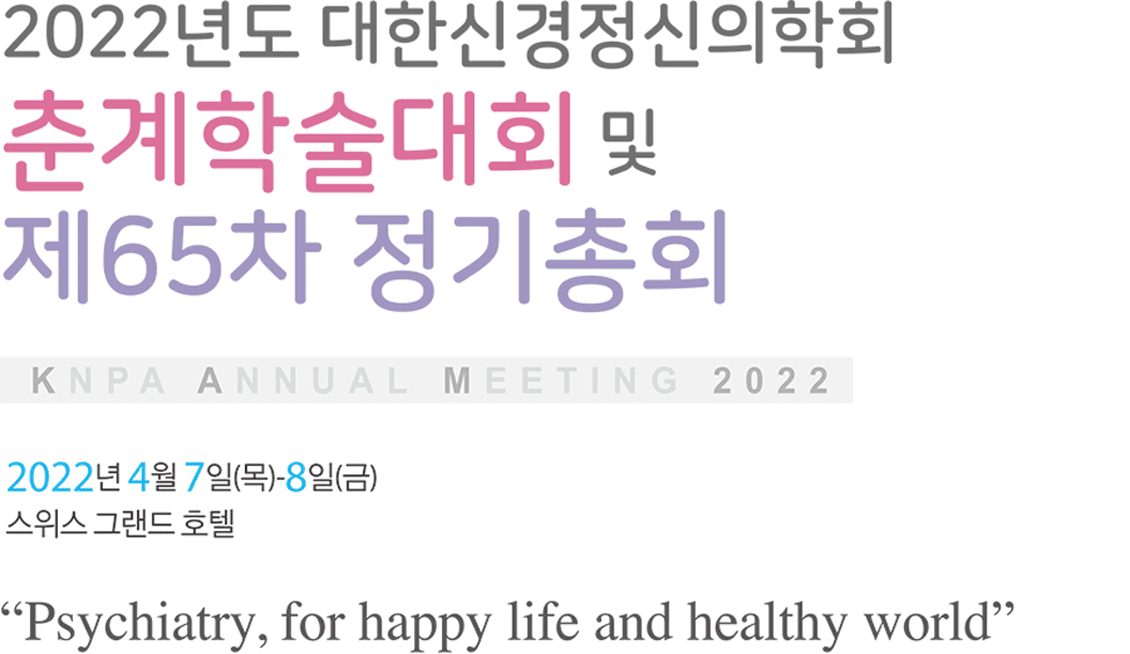 2022년도 대한신경정신의학회
춘계학술대회 및
제65차 정기총회
KNPA ANNUAL MEETING 2022
2022년 4월 7일(목)-8일(금)
스위스 그랜드 호텔
“Psychiatry, for happy life and healthy world”